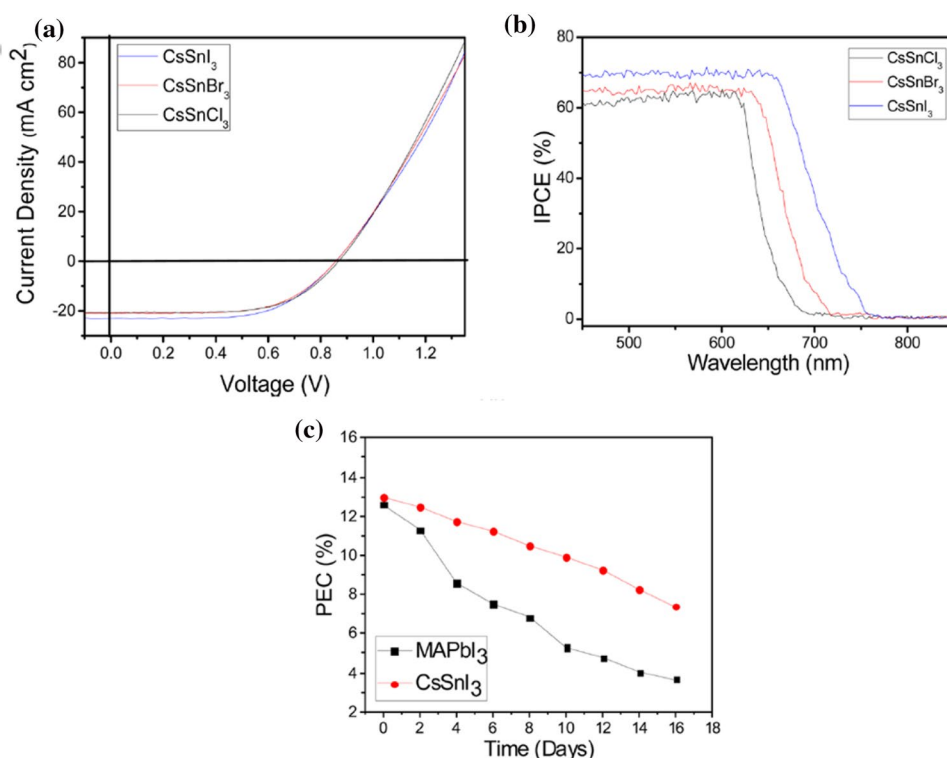 (a)
80
60
40
20
0
-20
Current Density (mA cm2)
CsSnI3
CsSnBr3
CsSnCl3
0.0 0.2 0.4 0.6 0.8 1.0 1.2
Voltage (V)
(b)
80
60
40
20
0
IPCE (%)
CsSnCl3
CsSnBr3
CsSnI3
500 600 700 800
Wavelength (nm)
(c)
16
14
12
10
8
6
4
2
PEC (%)
MAPbI3
CsSnI3
0 2 4 6 8 10 12 14 16 18
Time (Days)